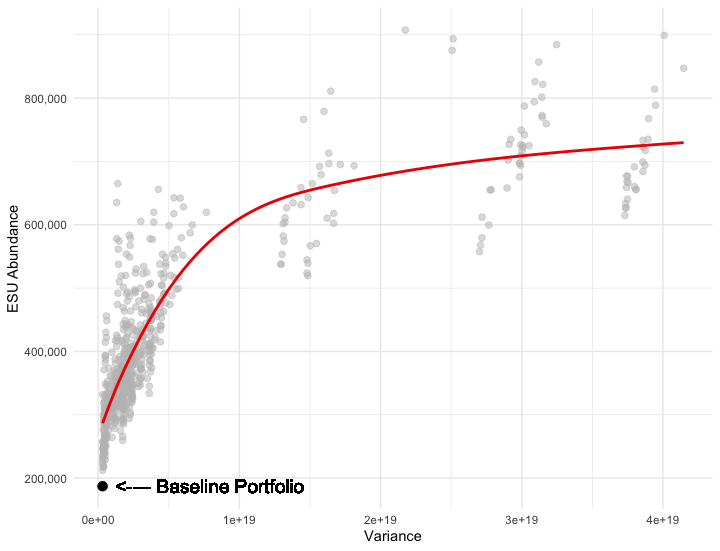 ESU Abundance
800,000
600,000
400,000
200,000
<-— Baseline Portfolio
0e+00 1e+19 2e+19 3e+19 4e+19
Variance